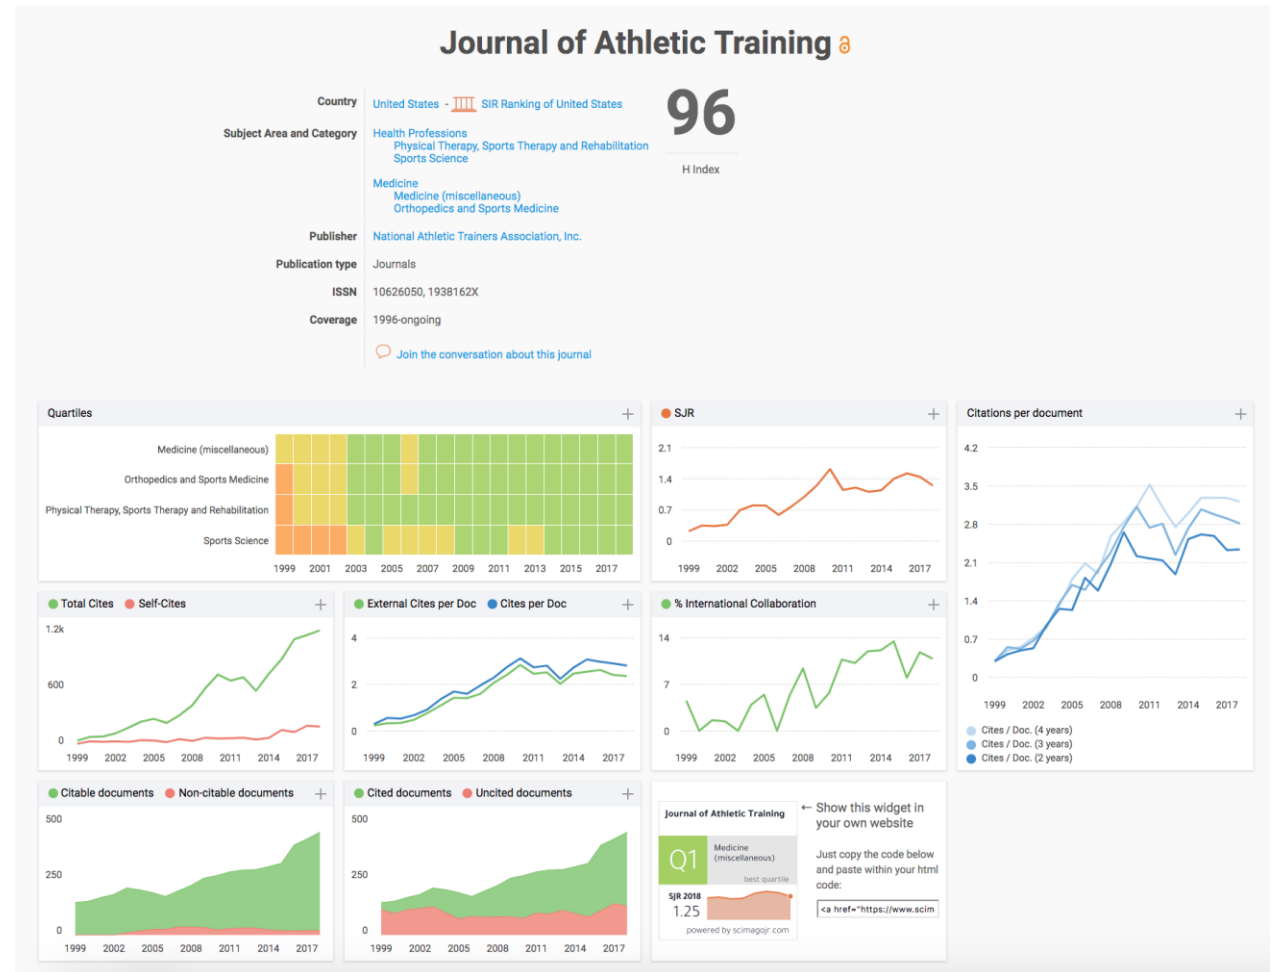 Journal of Athletic Training
Country
United States - SIR Ranking of United States
96
H Index
Subject Area and Category
Health Professions
Physical Therapy, Sports Therapy and Rehabilitation
Sports Science
Medicine
Medicine (miscellaneous)
Orthopedics and Sports Medicine
Publisher
National Athletic Trainers Association, Inc.
Publication type
Journals
ISSN
10626050, 1938162X
Coverage
1996-ongoing
Join the conversation about this journal
Quartiles
Medicine (miscellaneous)
Orthopedics and Sports Medicine
Physical Therapy, Sports Therapy and Rehabilitation
Sports Science
1999 2001 2003 2005 2007 2009 2011 2013 2015 2017
SJR
2.1
1.4
0.7
0
1999 2002 2005 2008 2011 2014 2017
Citations per document
4.2
3.5
2.8
2.1
1.4
0.7
0
1999 2002 2005 2008 2011 2014 2017
Cites / Doc. (4 years)
Cites / Doc. (3 years)
Cites / Doc. (2 years)
Total Cites Self-Cites
1.2k
600
0
1999 2002 2005 2008 2011 2014 2017
External Cites per Doc Cites per Doc
4
2
0
1999 2002 2005 2008 2011 2014 2017
% International Collaboration
14
7
0
1999 2002 2005 2008 2011 2014 2017
Citable documents Non-citable documents
500
250
0
1999 2002 2005 2008 2011 2014 2017
Cited documents Uncited documents
500
250
0
1999 2002 2005 2008 2011 2014 2017
Journal of Athletic Training
Q1
Medicine
(miscellaneous)
best quartile
SJR 2018
1.25
powered by scimagojr.com
← Show this widget in
your own website
Just copy the code below
and paste within your html
code:
<a href="https://www.scim